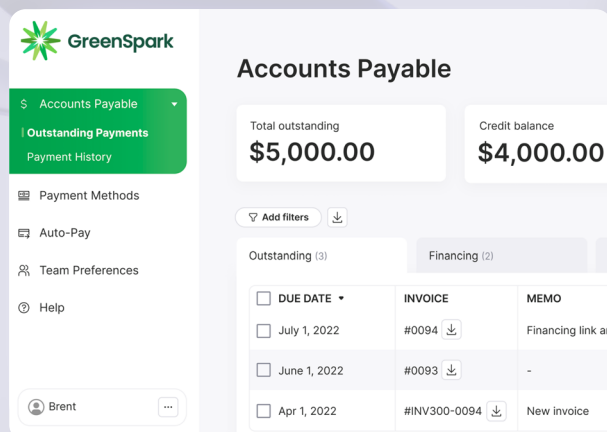 GreenSpark
$ Accounts Payable
Outstanding Payments
Payment History
Payment Methods
Auto-Pay
Team Preferences
Help
Brent
Accounts Payable
Total outstanding
$5,000.00
Credit balance
$4,000.00
Add filters
Outstanding (3)
Financing (2)
DUE DATE INVOICE MEMO
July 1, 2022 #0094 Financing link
June 1, 2022 #0093 -
Apr 1, 2022 #INV300-0094 New invoice